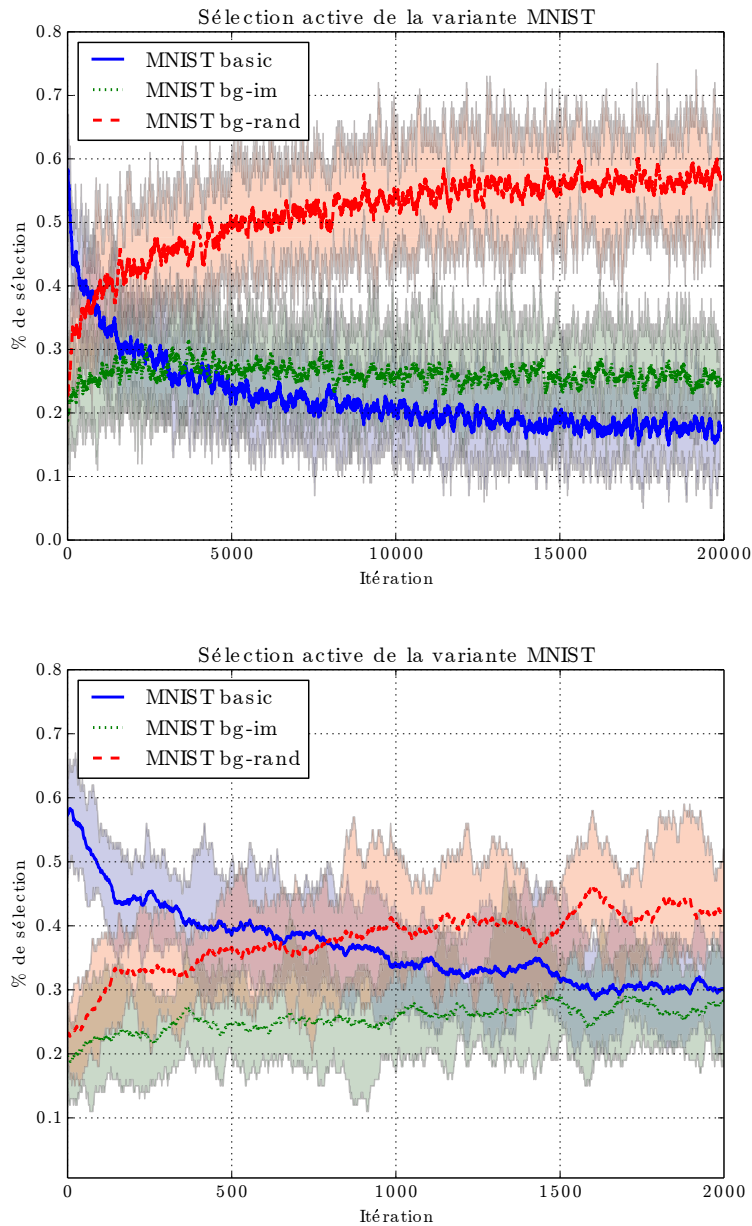 Sélection active de la variante MNIST
0.8
0.7
0.6
0.5
0.4
0.3
0.2
0.1
0.0
% de sélection
MNIST basic
MNIST bg-im
MNIST bg-rand
0 5000 10000 15000 20000
Itération
Sélection active de la variante MNIST
0.8
0.7
0.6
0.5
0.4
0.3
0.2
0.1
% de sélection
MNIST basic
MNIST bg-im
MNIST bg-rand
0 500 1000 1500 2000
Itération